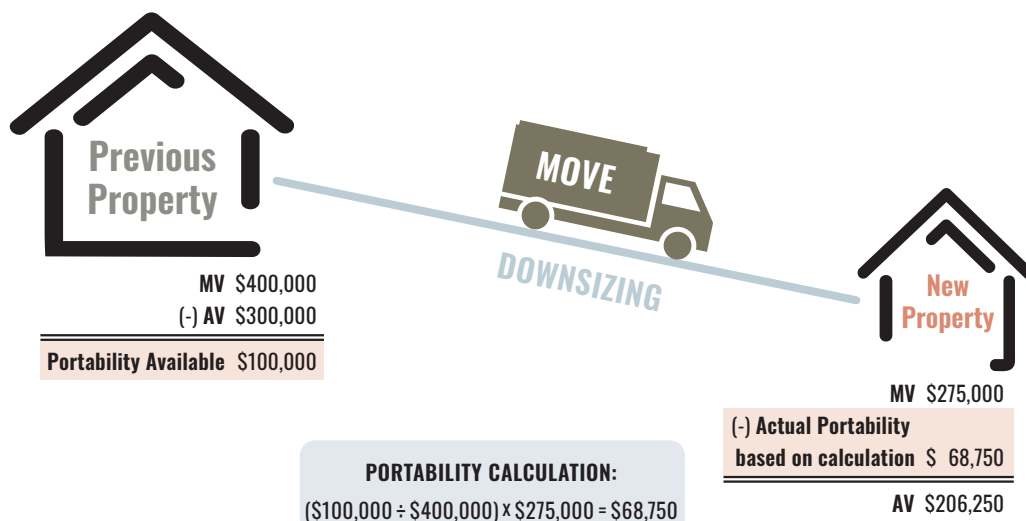 Previous
Property
MV $400,000
(-) AV $300,000
Portability Available $100,000
MOVE
DOWNSIZING
New
Property
MV $275,000
(-) Actual Portability
based on calculation $ 68,750
AV $206,250
PORTABILITY CALCULATION:
($100,000 ÷ $400,000) x $275,000 = $68,750